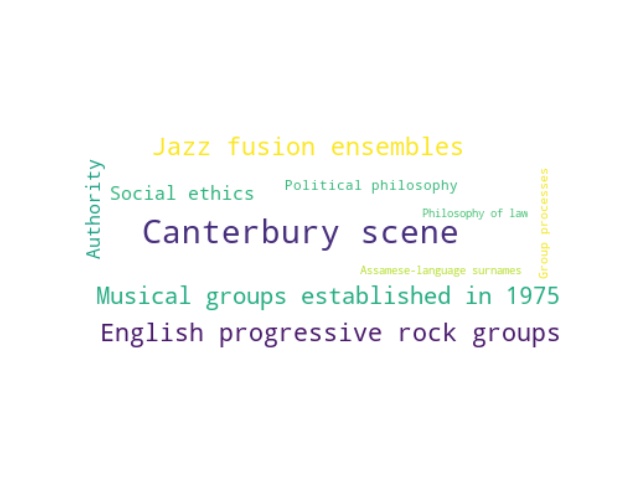 Jazz fusion ensembles
Authority
Social ethics
Political philosophy
Group processes
Philosophy of law
Canterbury scene
Assamese-language surnames
Musical groups established in 1975
English progressive rock groups